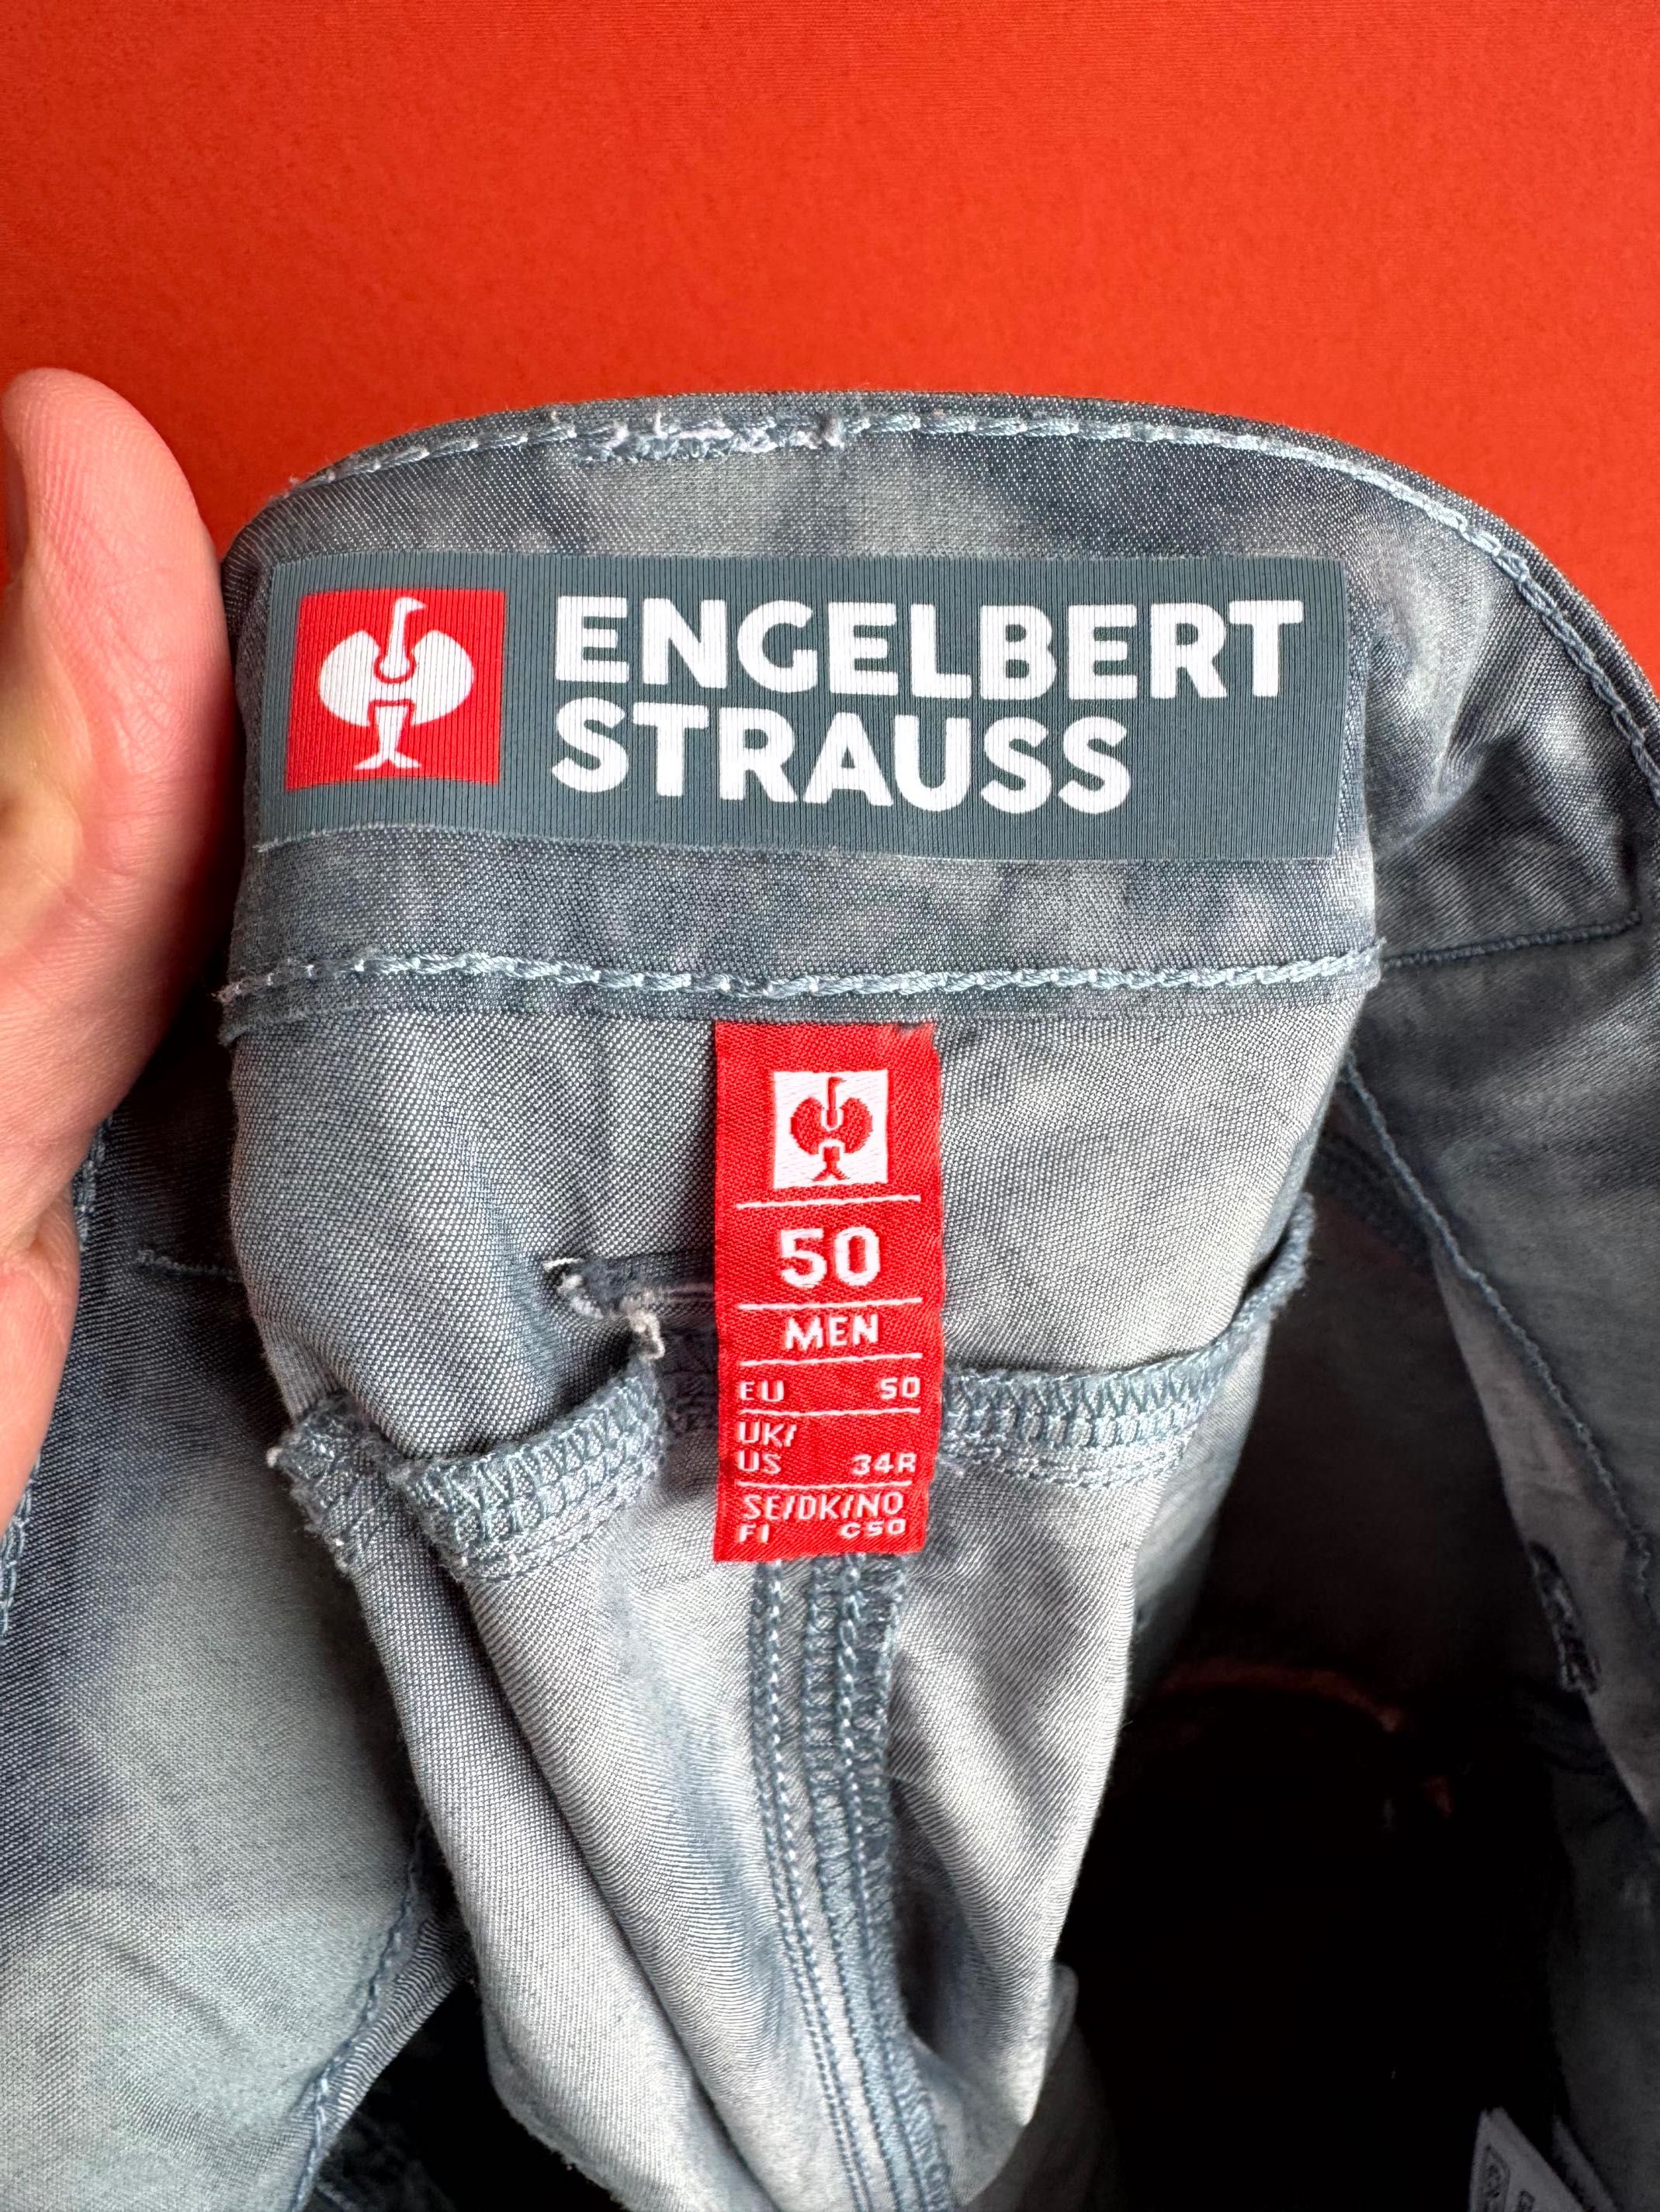 ENGELBERT
STRAUSS
50
MEN
EU 50
UK/
US 34R
SE/DK/NO
FI C50